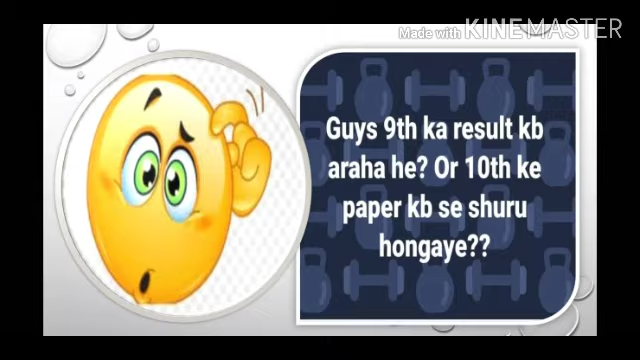 Made with KINEMASTER
Guys 9th ka result kb
araha he? Or 10th ke
paper kb se shuru
hongaye??